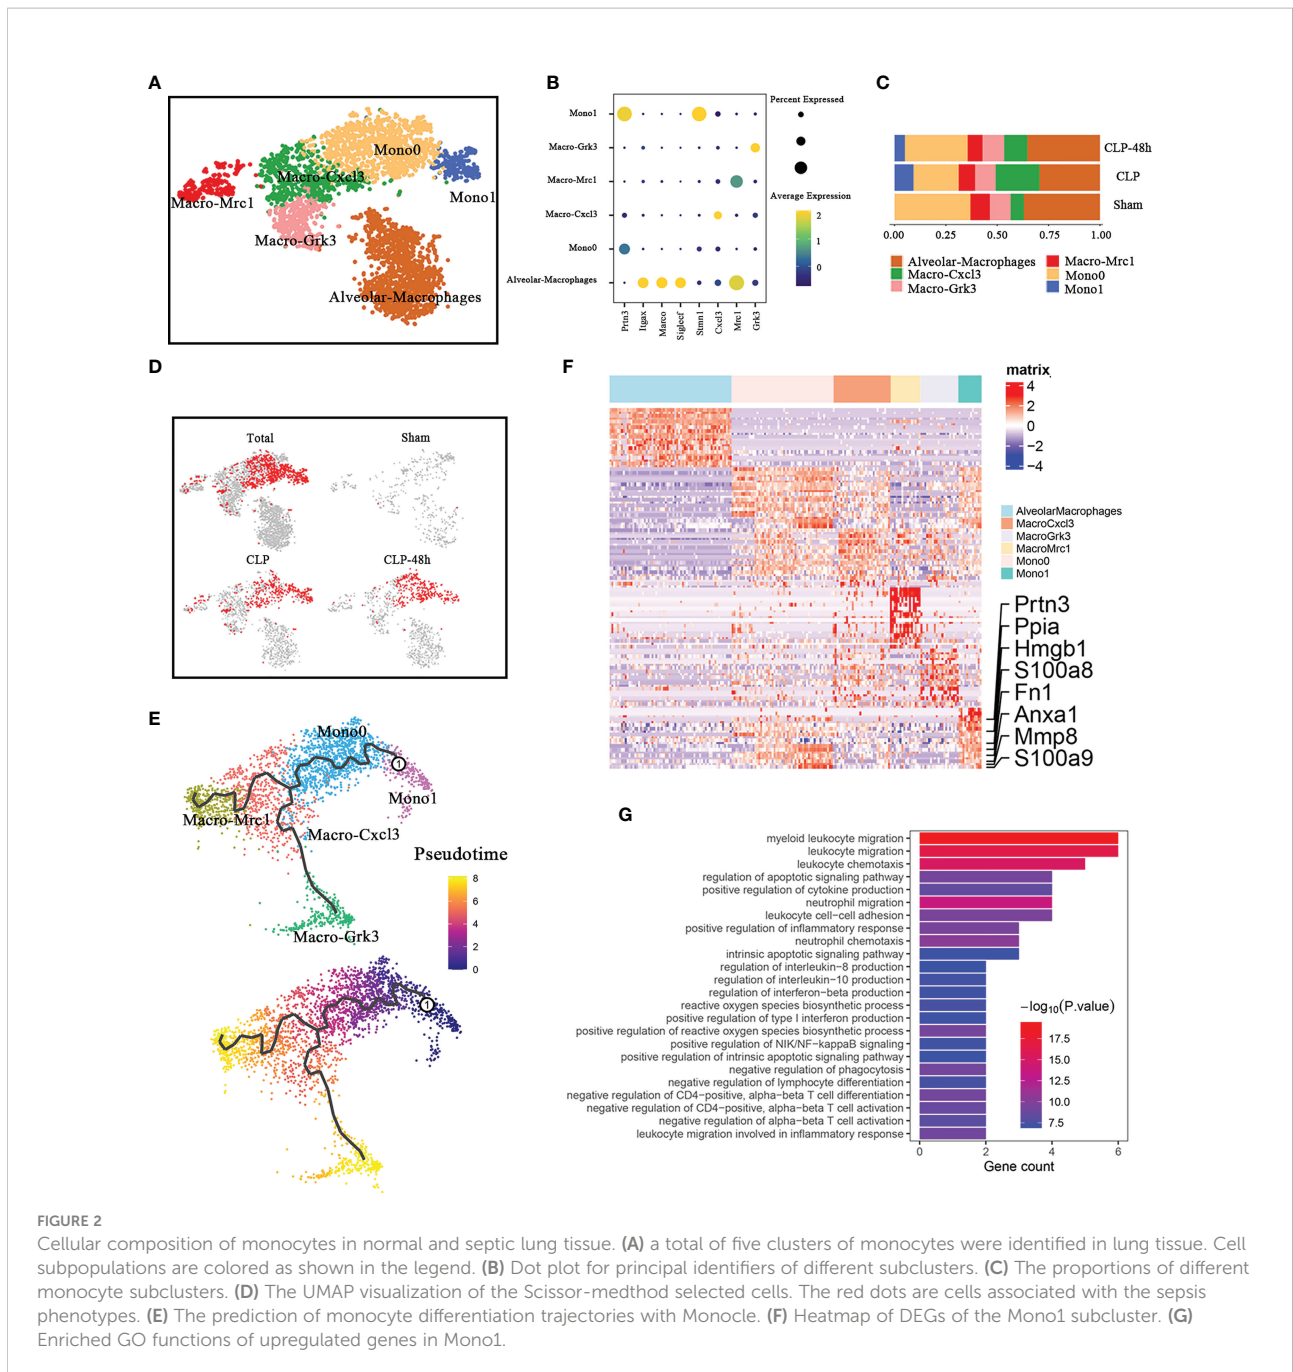 A
Mono0
Macro-Cxcl3
Macro-Mrc1
Mono1
Macro-Grk3
Alveolar-Macrophages
B
Mono1
Macro-Grk3
Macro-Mrc1
Macro-Cxcl3
Mono0
Alveolar-Macrophages
Prtn3
Itgax
Marco
Siglecf
Stmn1
Cxcl3
Mrc1
Grk3
Percent Expressed
Average Expression
2
1
0
C
CLP-48h
CLP
Sham
0.00 0.25 0.50 0.75 1.00
Alveolar-Macrophages
Macro-Cxcl3
Macro-Grk3
Macro-Mrc1
Mono0
Mono1
D
Total
Sham
CLP
CLP-48h
E
Mono0
Mono1
Macro-Mrc1
Macro-Cxcl3
Macro-Grk3
1
Pseudotime
8
6
4
2
0
1
F
matrix
4
2
0
−2
−4
AlveolarMacrophages
MacroCxcl3
MacroGrk3
MacroMrc1
Mono0
Mono1
Prtn3
Ppia
Hmgb1
S100a8
Fn1
Anxa1
Mmp8
S100a9
G
myeloid leukocyte migration
leukocyte migration
leukocyte chemotaxis
regulation of apoptotic signaling pathway
positive regulation of cytokine production
neutrophil migration
leukocyte cell−cell adhesion
positive regulation of inflammatory response
neutrophil chemotaxis
intrinsic apoptotic signaling pathway
regulation of interleukin−8 production
regulation of interleukin−10 production
regulation of interferon−beta production
reactive oxygen species biosynthetic process
positive regulation of type I interferon production
positive regulation of reactive oxygen species biosynthetic process
positive regulation of NIK/NF−kappaB signaling
positive regulation of intrinsic apoptotic signaling pathway
negative regulation of phagocytosis
negative regulation of lymphocyte differentiation
negative regulation of CD4−positive, alpha−beta T cell differentiation
negative regulation of CD4−positive, alpha−beta T cell activation
negative regulation of alpha−beta T cell activation
leukocyte migration involved in inflammatory response
0 2 4 6
Gene count
−log10(P.value)
17.5
15.0
12.5
10.0
7.5
FIGURE 2
Cellular composition of monocytes in normal and septic lung tissue. (A) a total of five clusters of monocytes were identified in lung tissue. Cell
subpopulations are colored as shown in the legend. (B) Dot plot for principal identifiers of different subclusters. (C) The proportions of different
monocyte subclusters. (D) The UMAP visualization of the Scissor-medthod selected cells. The red dots are cells associated with the sepsis
phenotypes. (E) The prediction of monocyte differentiation trajectories with Monocle. (F) Heatmap of DEGs of the Mono1 subcluster. (G)
Enriched GO functions of upregulated genes in Mono1.